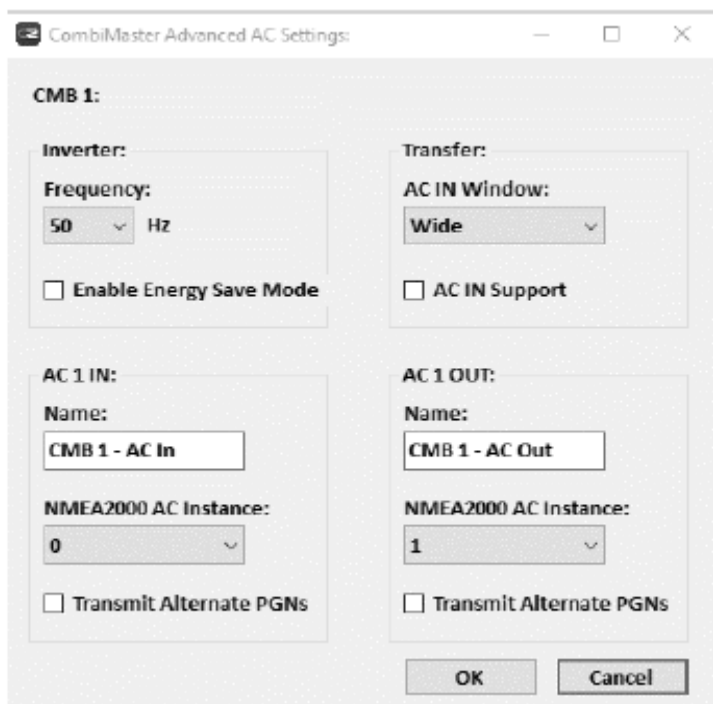 CombiMaster Advanced AC Settings:
CMB 1:
Inverter:
Frequency:
50 Hz
Enable Energy Save Mode
Transfer:
AC IN Window:
Wide
AC IN Support
AC 1 IN:
Name:
CMB 1 - AC In
NMEA2000 AC Instance:
0
Transmit Alternate PGNs
AC 1 OUT:
Name:
CMB 1 - AC Out
NMEA2000 AC Instance:
1
Transmit Alternate PGNs
OK
Cancel